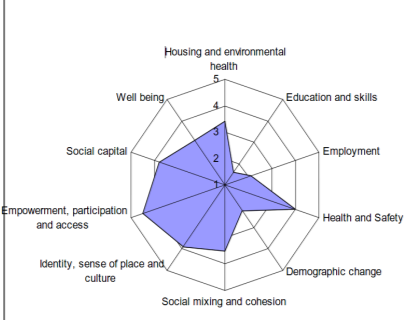 Housing and environmental
health
5
Well being
Education and skills
4
3
Social capital
Employment
2
1
Empowerment, participation
and access
Health and Safety
Identity, sense of place and
culture
Demographic change
Social mixing and cohesion